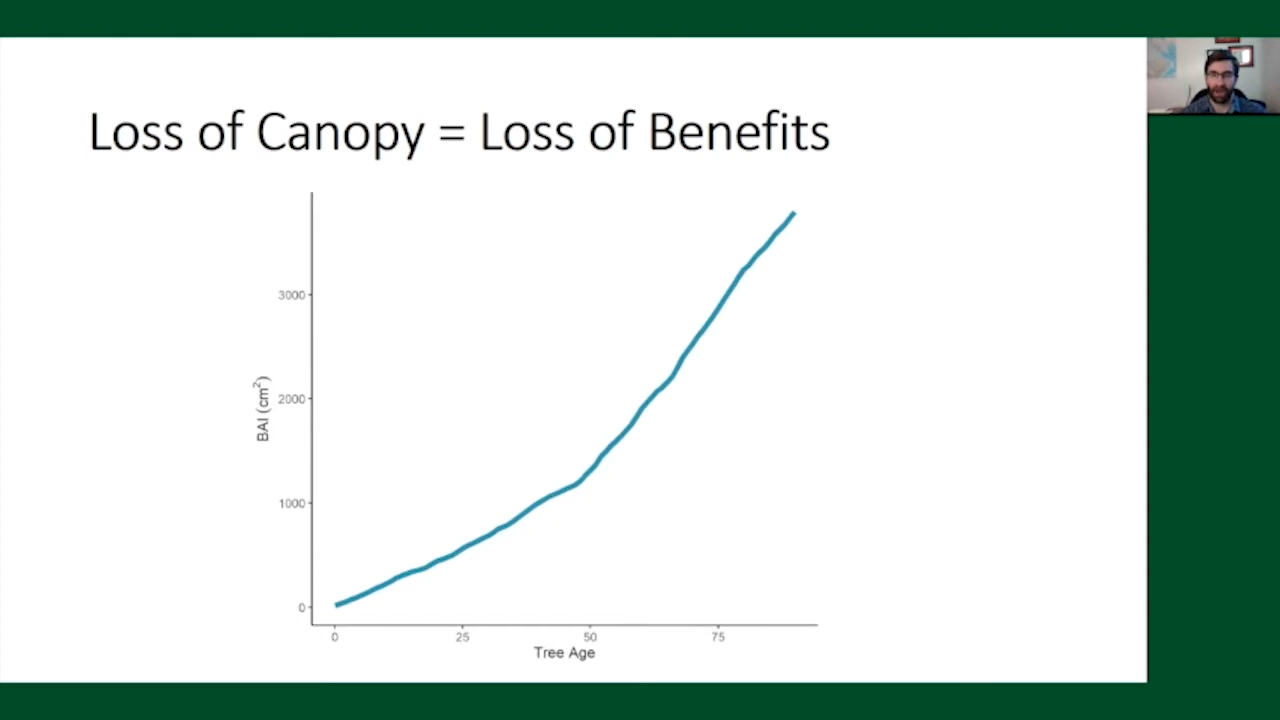 Loss of Canopy = Loss of Benefits
3000
2000
1000
0
BAI (cm²)
0 25 50 75
Tree Age